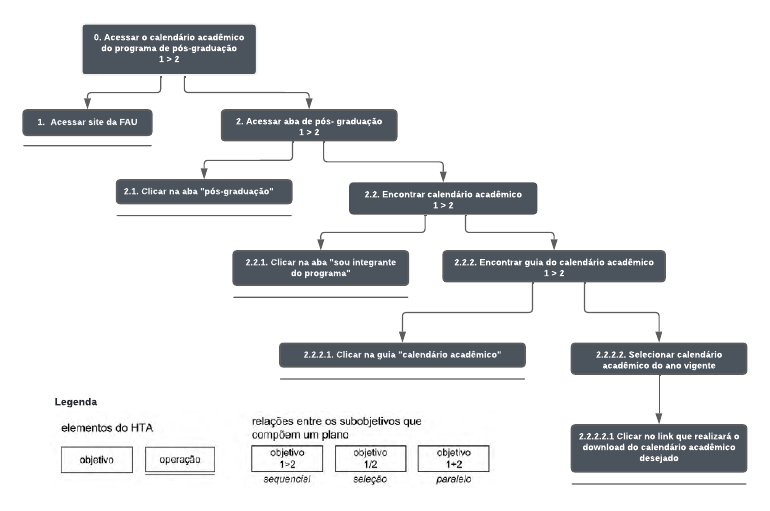 0. Acessar o calendário acadêmico
do programa de pós-graduação
1 > 2
1. Acessar site da FAU
2. Acessar aba de pós- graduação
1 > 2
2.1. Clicar na aba "pós-graduação"
2.2. Encontrar calendário acadêmico
1 > 2
2.2.1. Clicar na aba "sou integrante
do programa"
2.2.2. Encontrar guia do calendário acadêmico
1 > 2
2.2.2.1. Clicar na guia "calendário acadêmico"
2.2.2.2. Selecionar calendário
acadêmico do ano vigente
2.2.2.2.1 Clicar no link que realizará o
download do calendário acadêmico
desejado
Legenda
elementos do HTA
objetivo
operação
relações entre os subobjetivos que
compõem um plano
objetivo
1>2
sequencial
objetivo
1/2
seleção
objetivo
1+2
paralelo